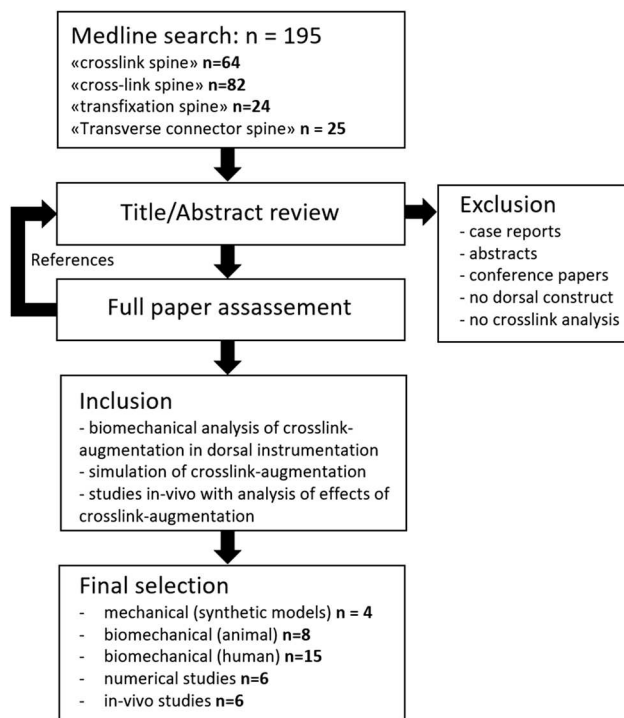 Medline search: n = 195
«crosslink spine» n=64
«cross-link spine» n=82
«transfixation spine» n=24
«Transverse connector spine» n = 25
Title/Abstract review
Exclusion
- case reports
- abstracts
- conference papers
- no dorsal construct
- no crosslink analysis
References
Full paper assassement
Inclusion
- biomechanical analysis of crosslink-
augmentation in dorsal instrumentation
- simulation of crosslink-augmentation
- studies in-vivo with analysis of effects of
crosslink-augmentation
Final selection
- mechanical (synthetic models) n = 4
- biomechanical (animal) n=8
- biomechanical (human) n=15
- numerical studies n=6
- in-vivo studies n=6